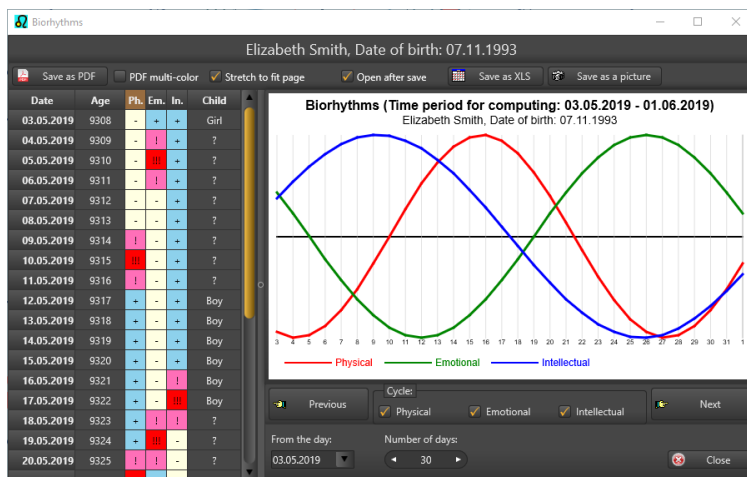 Biorhythms
Elizabeth Smith, Date of birth: 07.11.1993
Save as PDF PDF multi-color Stretch to fit page Open after save Save as XLS Save as a picture
Date Age Ph. Em. In. Child
03.05.2019 9308 - + + Girl
04.05.2019 9309 - ! + ?
05.05.2019 9310 - !!! + ?
06.05.2019 9311 - ! + ?
07.05.2019 9312 - - + ?
08.05.2019 9313 - - + ?
09.05.2019 9314 ! - + ?
10.05.2019 9315 !!! - + ?
11.05.2019 9316 ! - + ?
12.05.2019 9317 + - + Boy
13.05.2019 9318 + - + Boy
14.05.2019 9319 + - + Boy
15.05.2019 9320 + - + Boy
16.05.2019 9321 + - ! Boy
17.05.2019 9322 + - !!! Boy
18.05.2019 9323 + ! ! ?
19.05.2019 9324 + !!! - ?
20.05.2019 9325 ! ! - ?
Biorhythms (Time period for computing: 03.05.2019 - 01.06.2019)
Elizabeth Smith, Date of birth: 07.11.1993
3 4 5 6 7 8 9 10 11 12 13 14 15 16 17 18 19 20 21 22 23 24 25 26 27 28 29 30 31 1
Physical Emotional Intellectual
Previous
Cycle:
Physical Emotional Intellectual
Next
From the day: Number of days:
03.05.2019 30
Close